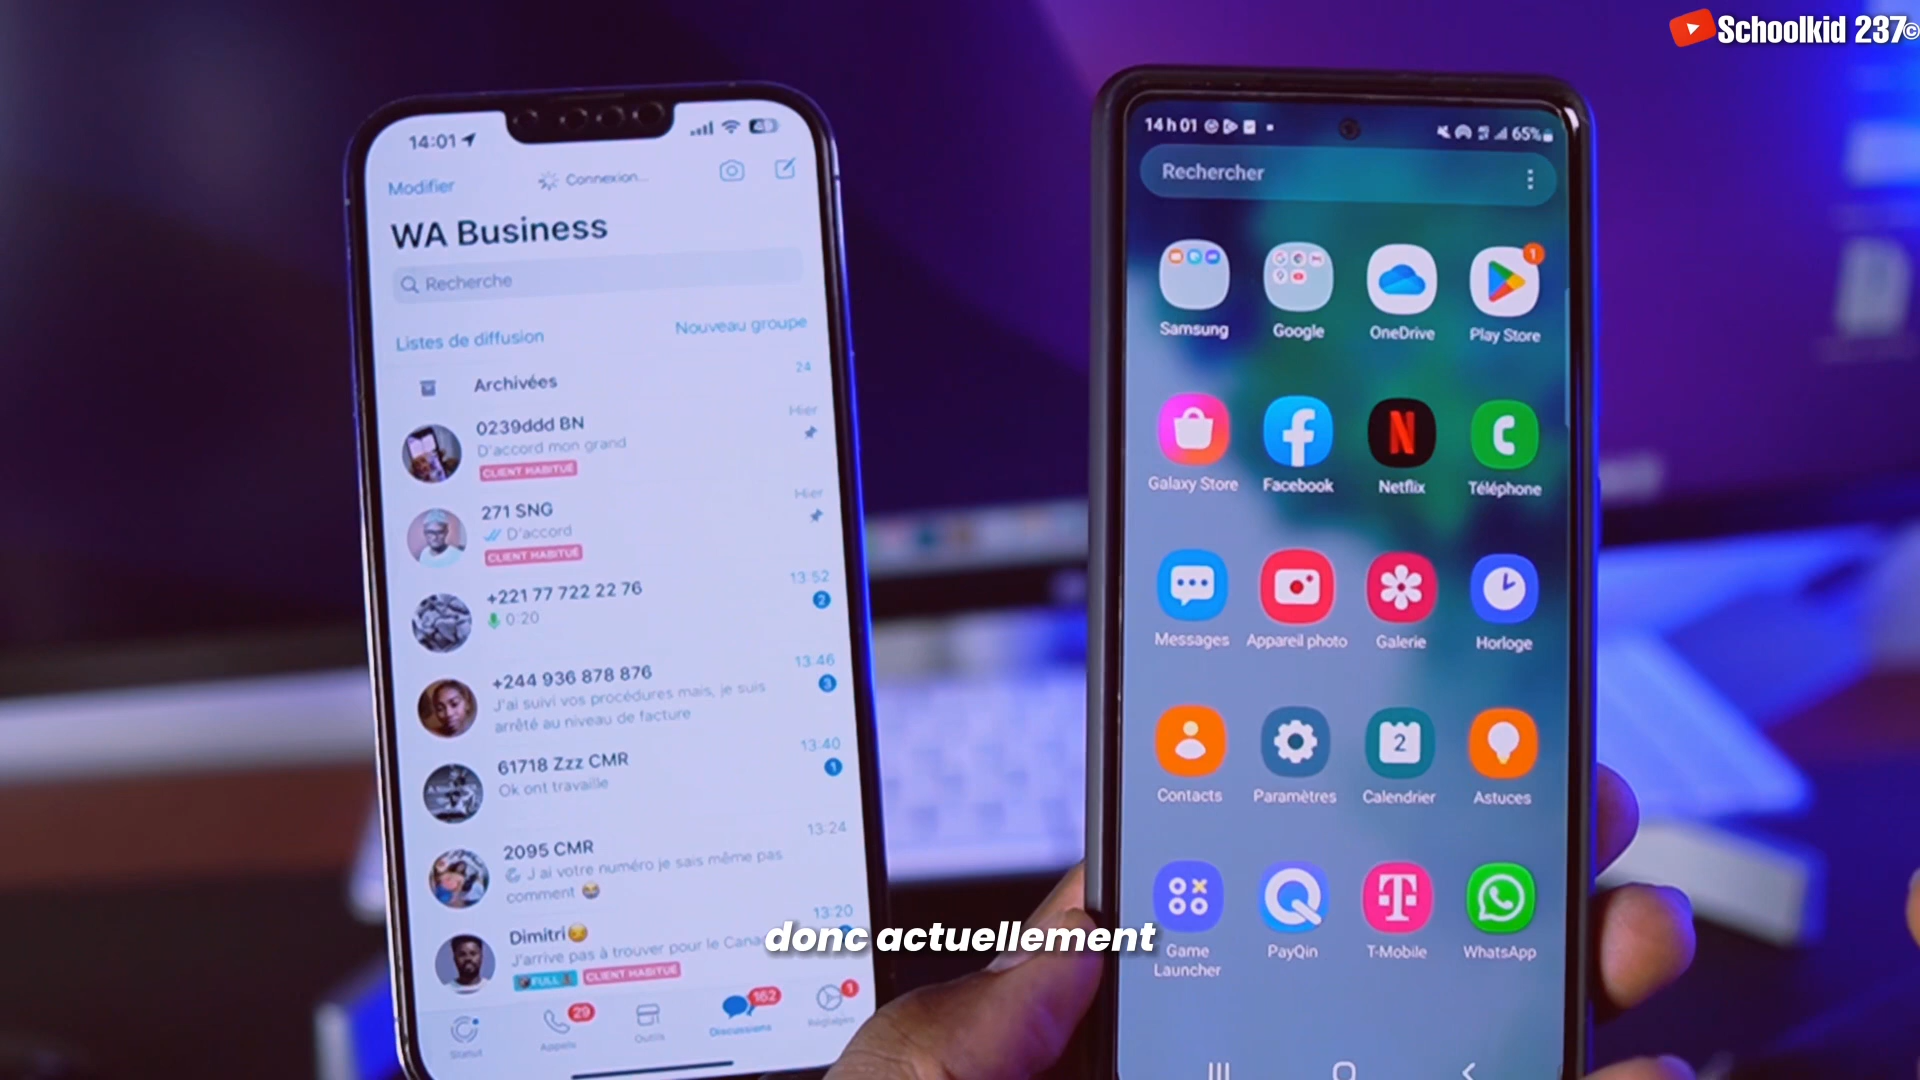 Schoolkid 237©
14:01
Modifier
Connexion...
WA Business
Recherche
Listes de diffusion
Nouveau groupe
Archivées
24
0239ddd BN
Hier
D'accord mon grand
CLIENT HABITUÉ
271 SNG
Hier
D'accord
CLIENT HABITUÉ
+221 77 722 22 76
13:52
0:20
2
+244 936 878 876
13:46
J'ai suivi vos procédures mais, je suis
3
arrêté au niveau de facture
61718 Zzz CMR
13:40
Ok ont travaille
1
2095 CMR
13:24
J ai votre numéro je sais même pas
comment
Dimitri
13:20
J'arrive pas à trouver pour le Cana
FULL
CLIENT HABITUÉ
29
162
1
Statut
Appels
Outils
Discussions
Réglages
14 h 01
65%
Rechercher
1
Samsung
Google
OneDrive
Play Store
Galaxy Store
Facebook
N
Netflix
Téléphone
Messages
Appareil photo
Galerie
Horloge
2
Contacts
Paramètres
Calendrier
Astuces
Game
Launcher
PayQin
T
T-Mobile
WhatsApp
donc actuellement